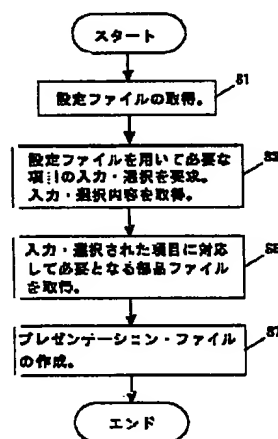 スタート
S1
設定ファイルの取得。
S3
設定ファイルを用いて必要な
項目の入力・選択を要求。
入力・選択内容を取得。
S5
入力・選択された項目に対応
して必要となる部品ファイル
を取得。
S7
プレゼンテーション・ファイル
の作成。
エンド